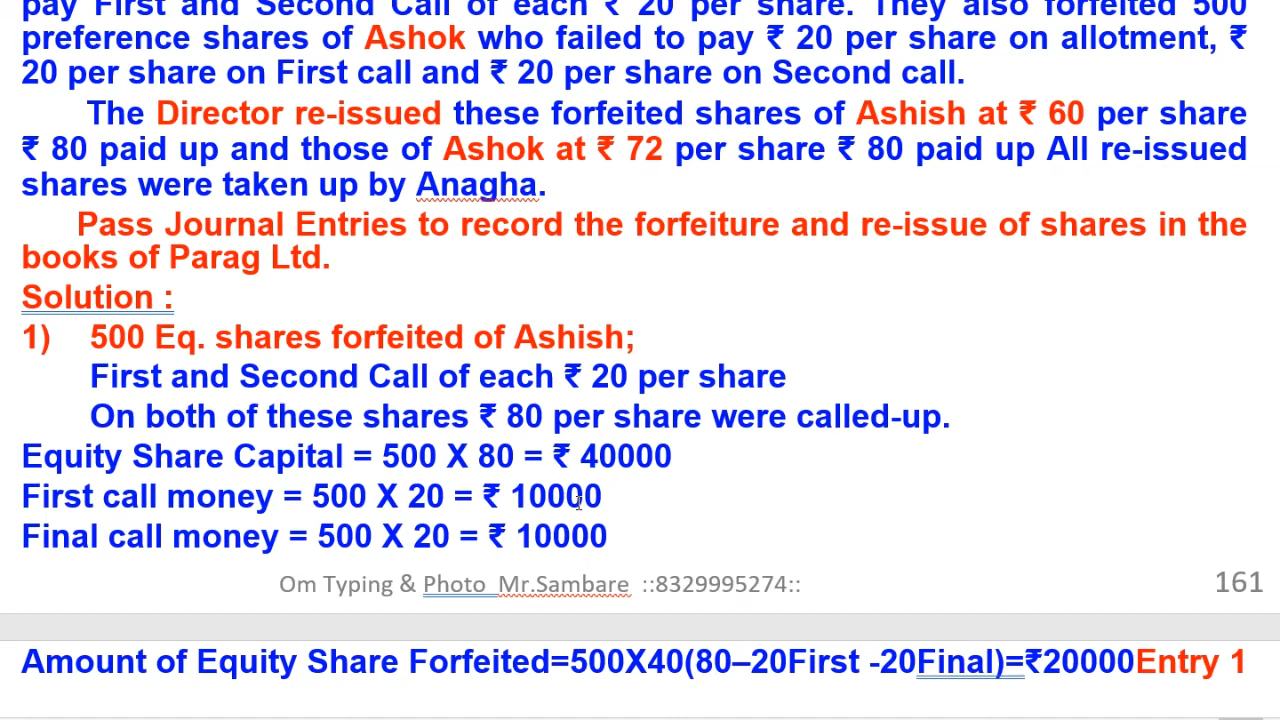 pay First and Second Call of each ₹ 20 per share. They also forfeited 500
preference shares of Ashok who failed to pay ₹ 20 per share on allotment, ₹
20 per share on First call and ₹ 20 per share on Second call.
The Director re-issued these forfeited shares of Ashish at ₹ 60 per share
₹ 80 paid up and those of Ashok at ₹ 72 per share ₹ 80 paid up All re-issued
shares were taken up by Anagha.
Pass Journal Entries to record the forfeiture and re-issue of shares in the
books of Parag Ltd.
Solution :
1) 500 Eq. shares forfeited of Ashish;
First and Second Call of each ₹ 20 per share
On both of these shares ₹ 80 per share were called-up.
Equity Share Capital = 500 X 80 = ₹ 40000
First call money = 500 X 20 = ₹ 10000
Final call money = 500 X 20 = ₹ 10000
Om Typing & Photo Mr.Sambare ::8329995274:: 161
Amount of Equity Share Forfeited=500X40(80–20First -20Final)=₹20000Entry 1